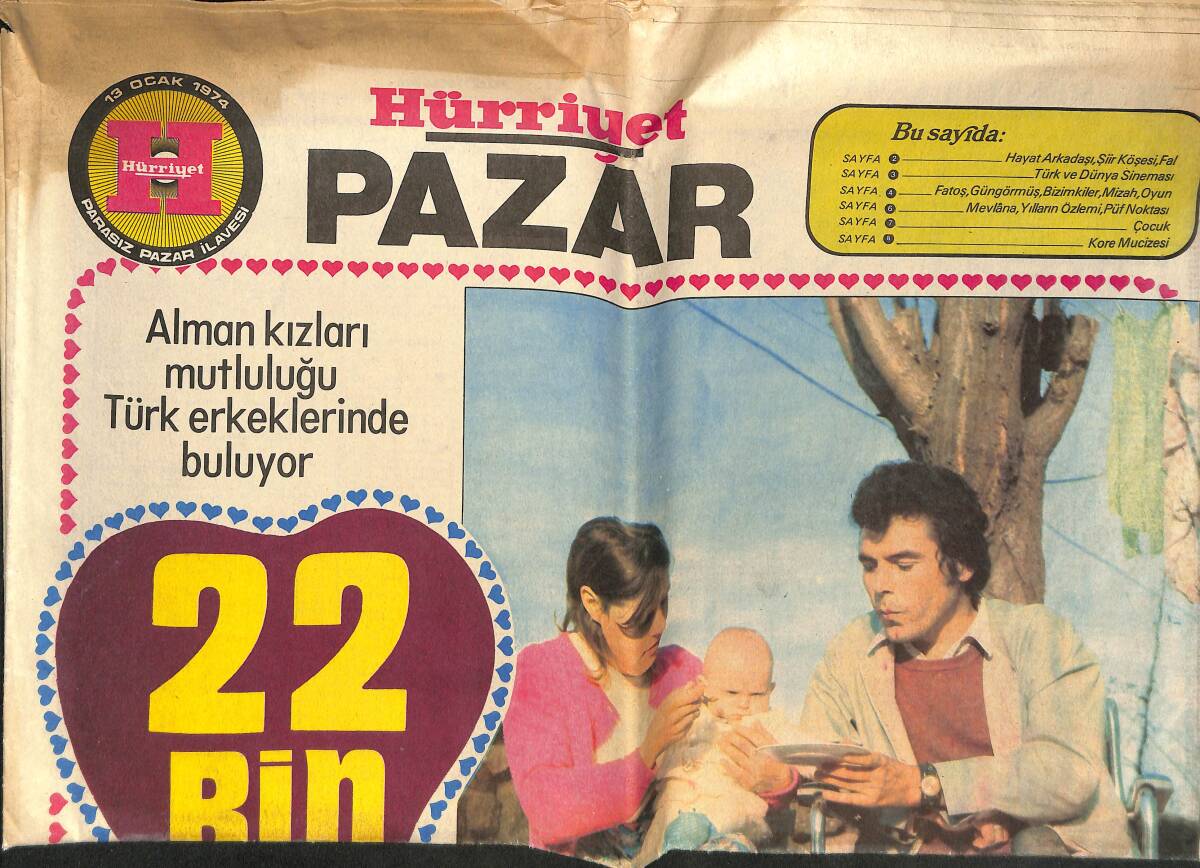 13 OCAK 1974
Hürriyet
PARASIZ PAZAR İLAVESİ
Hürriyet
PAZAR
Bu sayıda:
SAYFA 2 Hayat Arkadaşı,Şiir Köşesi,Fal
SAYFA 3 Türk ve Dünya Sineması
SAYFA 4 Fatoş,Güngörmüş,Bizimkiler,Mizah,Oyun
SAYFA 6 Mevlâna,Yılların Özlemi,Püf Noktası
SAYFA 7 Çocuk
SAYFA 8 Kore Mucizesi
Alman kızları
mutluluğu
Türk erkeklerinde
buluyor
22
Bin